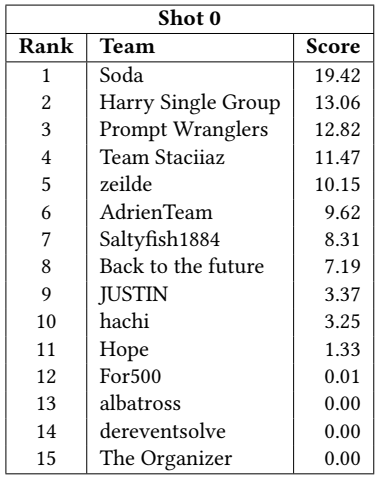 Shot 0
Rank Team Score
1 Soda 19.42
2 Harry Single Group 13.06
3 Prompt Wranglers 12.82
4 Team Staciiaz 11.47
5 zeilde 10.15
6 AdrienTeam 9.62
7 Saltyfish1884 8.31
8 Back to the future 7.19
9 JUSTIN 3.37
10 hachi 3.25
11 Hope 1.33
12 For500 0.01
13 albatross 0.00
14 dereventsolve 0.00
15 The Organizer 0.00